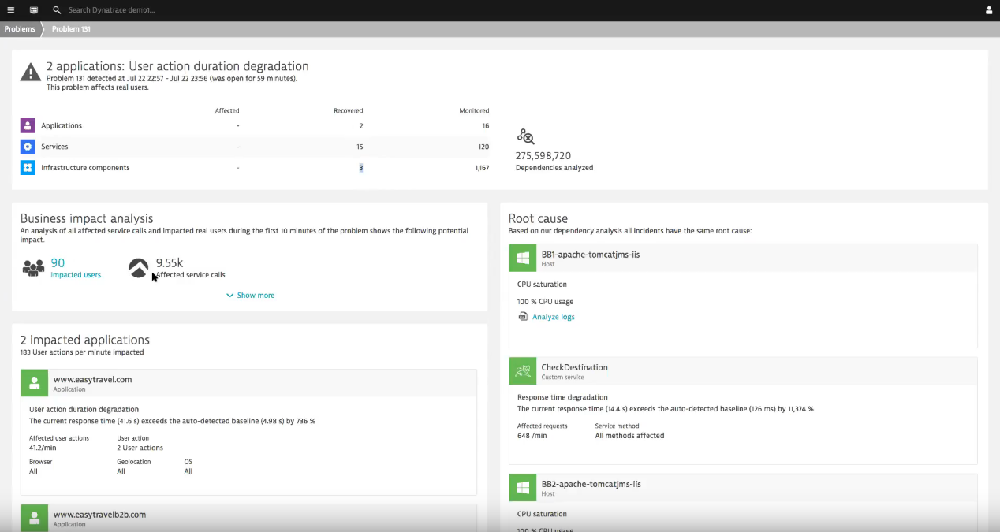 Search Dynatrace demo1...
Problems
Problem 131
2 applications: User action duration degradation
Problem 131 detected at Jul 22 22:57 - Jul 22 23:56 (was open for 59 minutes).
This problem affects real users.
Affected Recovered Monitored
Applications - 2 16
Services - 15 120
Infrastructure components - 3 1,167
275,598,720
Dependencies analyzed
Business impact analysis
An analysis of all affected service calls and impacted real users during the first 10 minutes of the problem shows the following potential
impact.
90
Impacted users
9.55k
Affected service calls
Show more
2 impacted applications
183 User actions per minute impacted
www.easytravel.com
Application
User action duration degradation
The current response time (41.6 s) exceeds the auto-detected baseline (4.98 s) by 736 %
Affected user actions User action
41.2/min 2 User actions
Browser Geolocation OS
All All All
www.easytravelb2b.com
Application
Root cause
Based on our dependency analysis all incidents have the same root cause:
BB1-apache-tomcatjms-iis
Host
CPU saturation
100 % CPU usage
Analyze logs
CheckDestination
Custom service
Response time degradation
The current response time (14.4 s) exceeds the auto-detected baseline (126 ms) by 11,374 %
Affected requests Service method
648 /min All methods affected
BB2-apache-tomcatjms-iis
Host
CPU saturation
100 % CPU usage